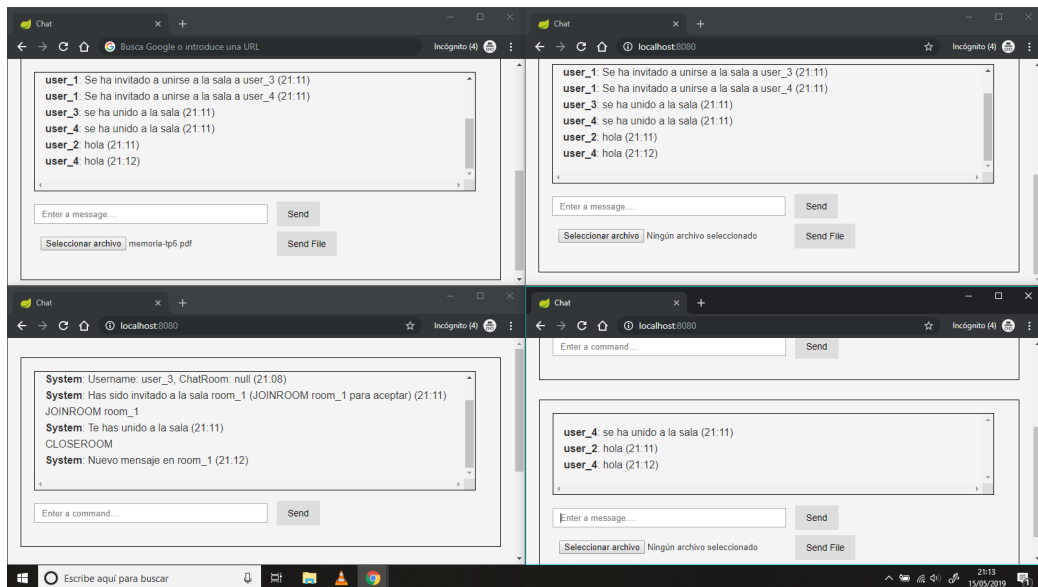 Chat
Busca Google o introduce una URL
Incógnito (4)
user_1: Se ha invitado a unirse a la sala a user_3 (21:11)
user_1: Se ha invitado a unirse a la sala a user_4 (21:11)
user_3: se ha unido a la sala (21:11)
user_4: se ha unido a la sala (21:11)
user_2: hola (21:11)
user_4: hola (21:12)
Enter a message....
Send
Seleccionar archivo memoria-tp6.pdf
Send File
Chat
localhost:8080
Incógnito (4)
user_1: Se ha invitado a unirse a la sala a user_3 (21:11)
user_1: Se ha invitado a unirse a la sala a user_4 (21:11)
user_3: se ha unido a la sala (21:11)
user_4: se ha unido a la sala (21:11)
user_2: hola (21:11)
user_4: hola (21:12)
Enter a message....
Send
Seleccionar archivo Ningún archivo seleccionado
Send File
Chat
localhost:8080
Incógnito (4)
System: Username: user_3, ChatRoom: null (21:08)
System: Has sido invitado a la sala room_1 (JOINROOM room_1 para aceptar) (21:11)
JOINROOM room_1
System: Te has unido a la sala (21:11)
CLOSEROOM
System: Nuevo mensaje en room_1 (21:12)
Enter a command....
Send
Chat
localhost:8080
Incógnito (4)
Enter a command....
Send
user_4: se ha unido a la sala (21:11)
user_2: hola (21:11)
user_4: hola (21:12)
Enter a message....
Send
Seleccionar archivo Ningún archivo seleccionado
Send File
Escribe aquí para buscar
21:13
15/05/2019